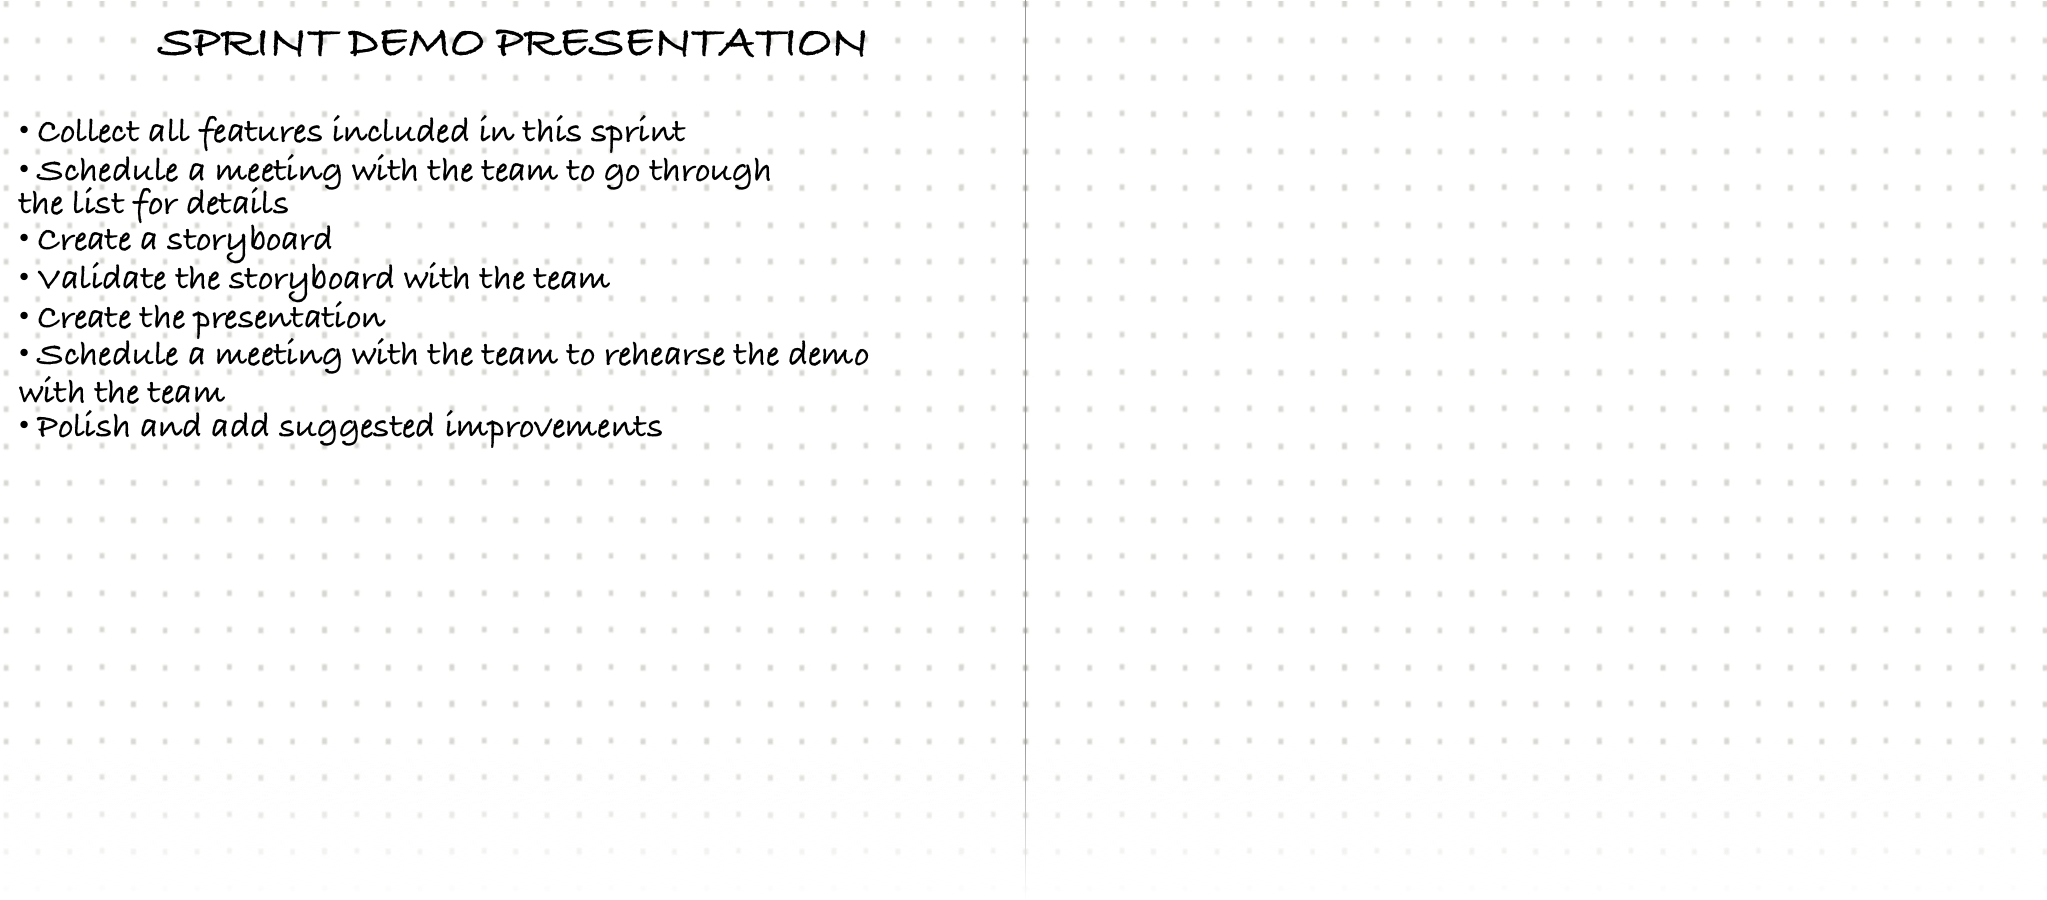 SPRINT DEMO PRESENTATION
• Collect all features included in this sprint
• Schedule a meeting with the team to go through
the list for details
• Create a storyboard
• Validate the storyboard with the team
• Create the presentation
• Schedule a meeting with the team to rehearse the demo
with the team
• Polish and add suggested improvements